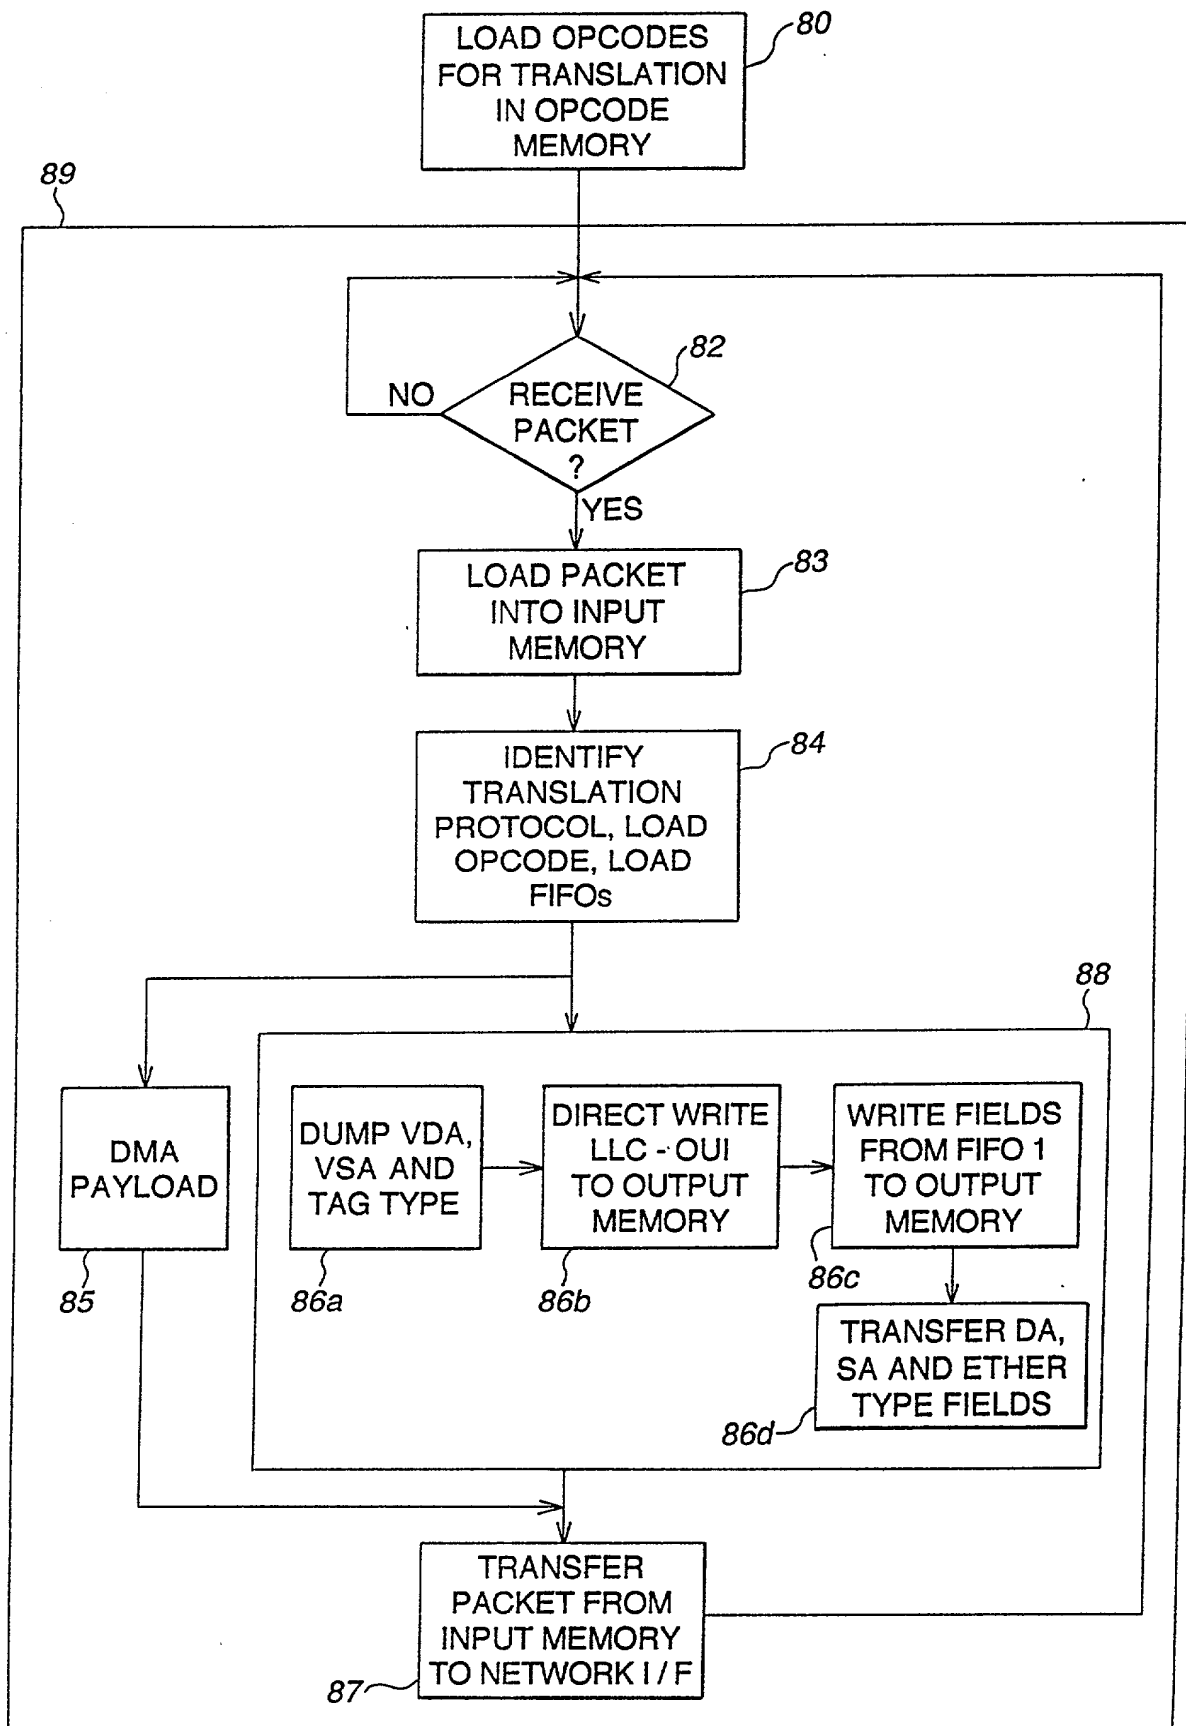 LOAD OPCODES
FOR TRANSLATION
IN OPCODE
MEMORY
80
89
82
RECEIVE
PACKET
?
NO
YES
LOAD PACKET
INTO INPUT
MEMORY
83
IDENTIFY
TRANSLATION
PROTOCOL, LOAD
OPCODE, LOAD
FIFOs
84
88
DMA
PAYLOAD
85
DUMP VDA,
VSA AND
TAG TYPE
86a
DIRECT WRITE
LLC - OUI
TO OUTPUT
MEMORY
86b
WRITE FIELDS
FROM FIFO 1
TO OUTPUT
MEMORY
86c
TRANSFER DA,
SA AND ETHER
TYPE FIELDS
86d
TRANSFER
PACKET FROM
INPUT MEMORY
TO NETWORK I / F
87